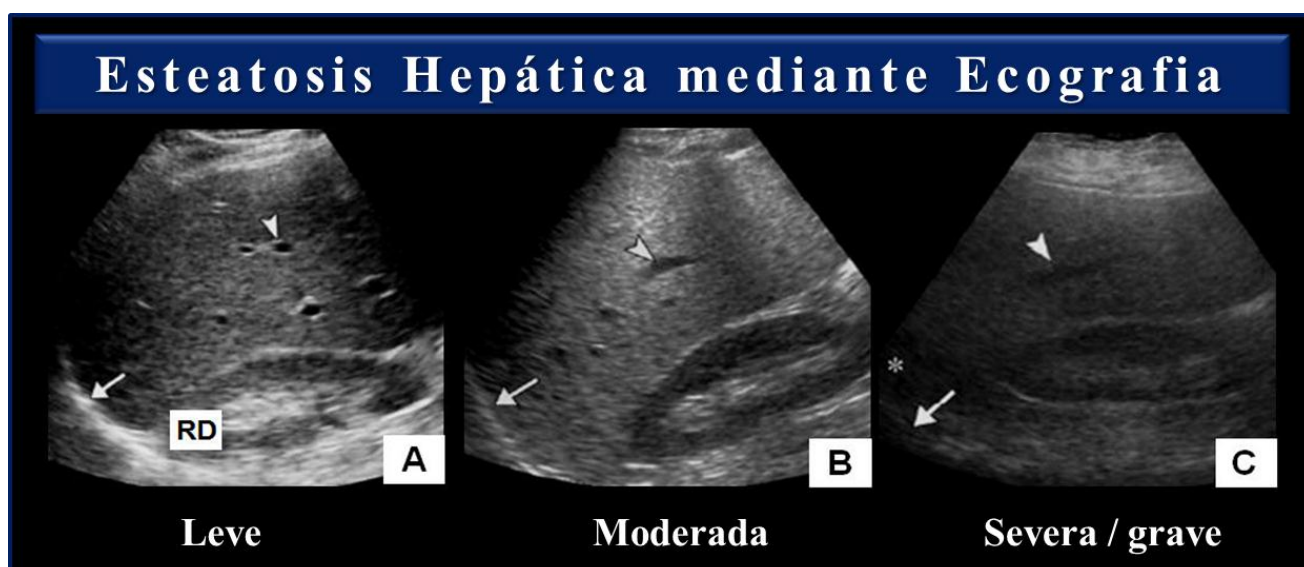 Esteatosis Hepática mediante Ecografia
RD
A
B
*
C
Leve
Moderada
Severa / grave